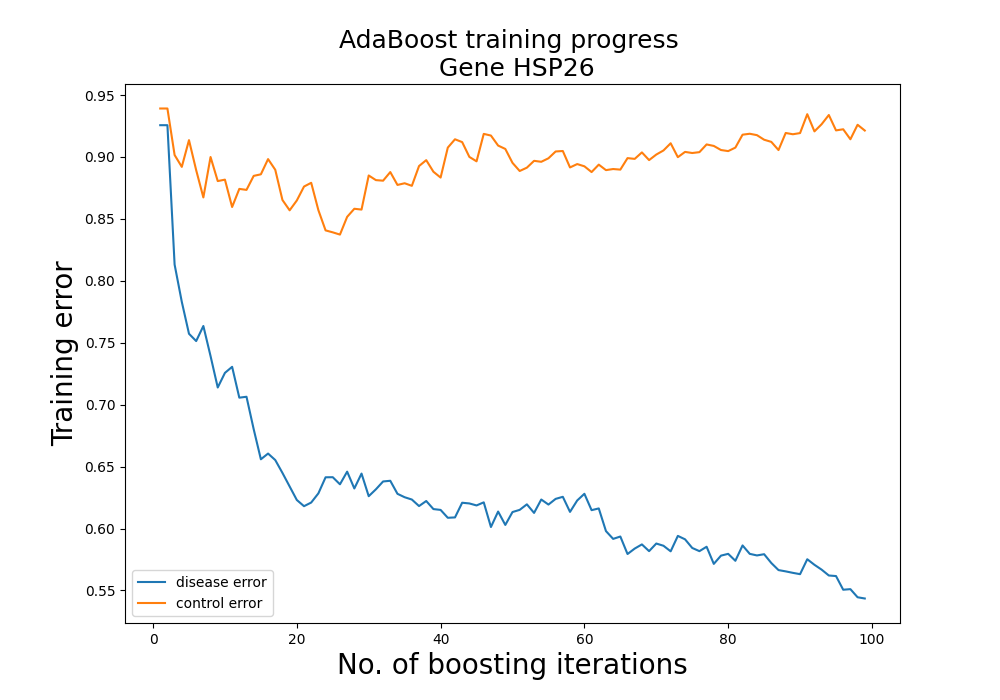 AdaBoost training progress
Gene HSP26
Training error
0.95
0.90
0.85
0.80
0.75
0.70
0.65
0.60
0.55
disease error
control error
0
20
40
60
80
100
No. of boosting iterations